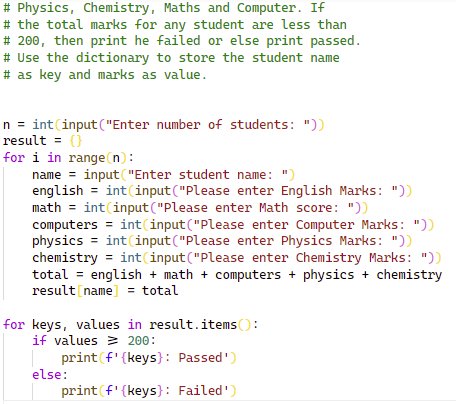 # Physics, Chemistry, Maths and Computer. If
# the total marks for any student are less than
# 200, then print he failed or else print passed.
# Use the dictionary to store the student name
# as key and marks as value.
n = int(input("Enter number of students: "))
result = {}
for i in range(n):
    name = input("Enter student name: ")
    english = int(input("Please enter English Marks: "))
    math = int(input("Please enter Math score: "))
    computers = int(input("Please enter Computer Marks: "))
    physics = int(input("Please enter Physics Marks: "))
    chemistry = int(input("Please enter Chemistry Marks: "))
    total = english + math + computers + physics + chemistry
    result[name] = total
for keys, values in result.items():
    if values ≥ 200:
        print(f'{keys}: Passed')
    else:
        print(f'{keys}: Failed')